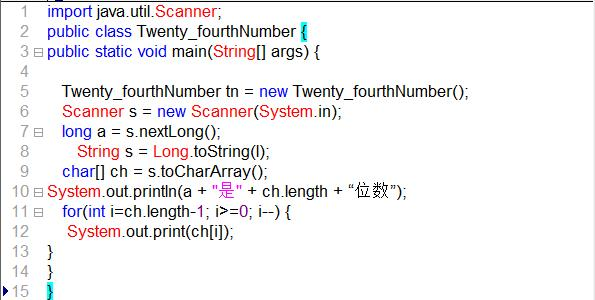 1 import java.util.Scanner;
2 public class Twenty_fourthNumber {
3 public static void main(String[] args) {
4
5 Twenty_fourthNumber tn = new Twenty_fourthNumber();
6 Scanner s = new Scanner(System.in);
7 long a = s.nextLong();
8 String s = Long.toString(l);
9 char[] ch = s.toCharArray();
10 System.out.println(a + "是" + ch.length + “位数”);
11 for(int i=ch.length-1; i>=0; i--) {
12 System.out.print(ch[i]);
13 }
14 }
15 }